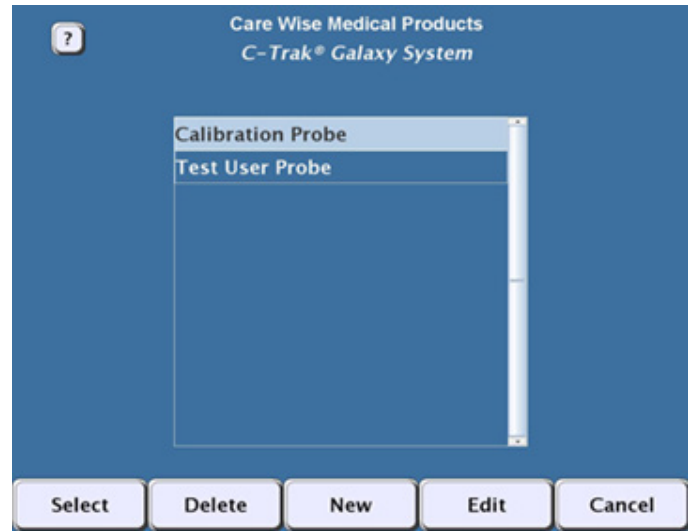 ?
Care Wise Medical Products
C-Trak® Galaxy System
Calibration Probe
Test User Probe
Select Delete New Edit Cancel